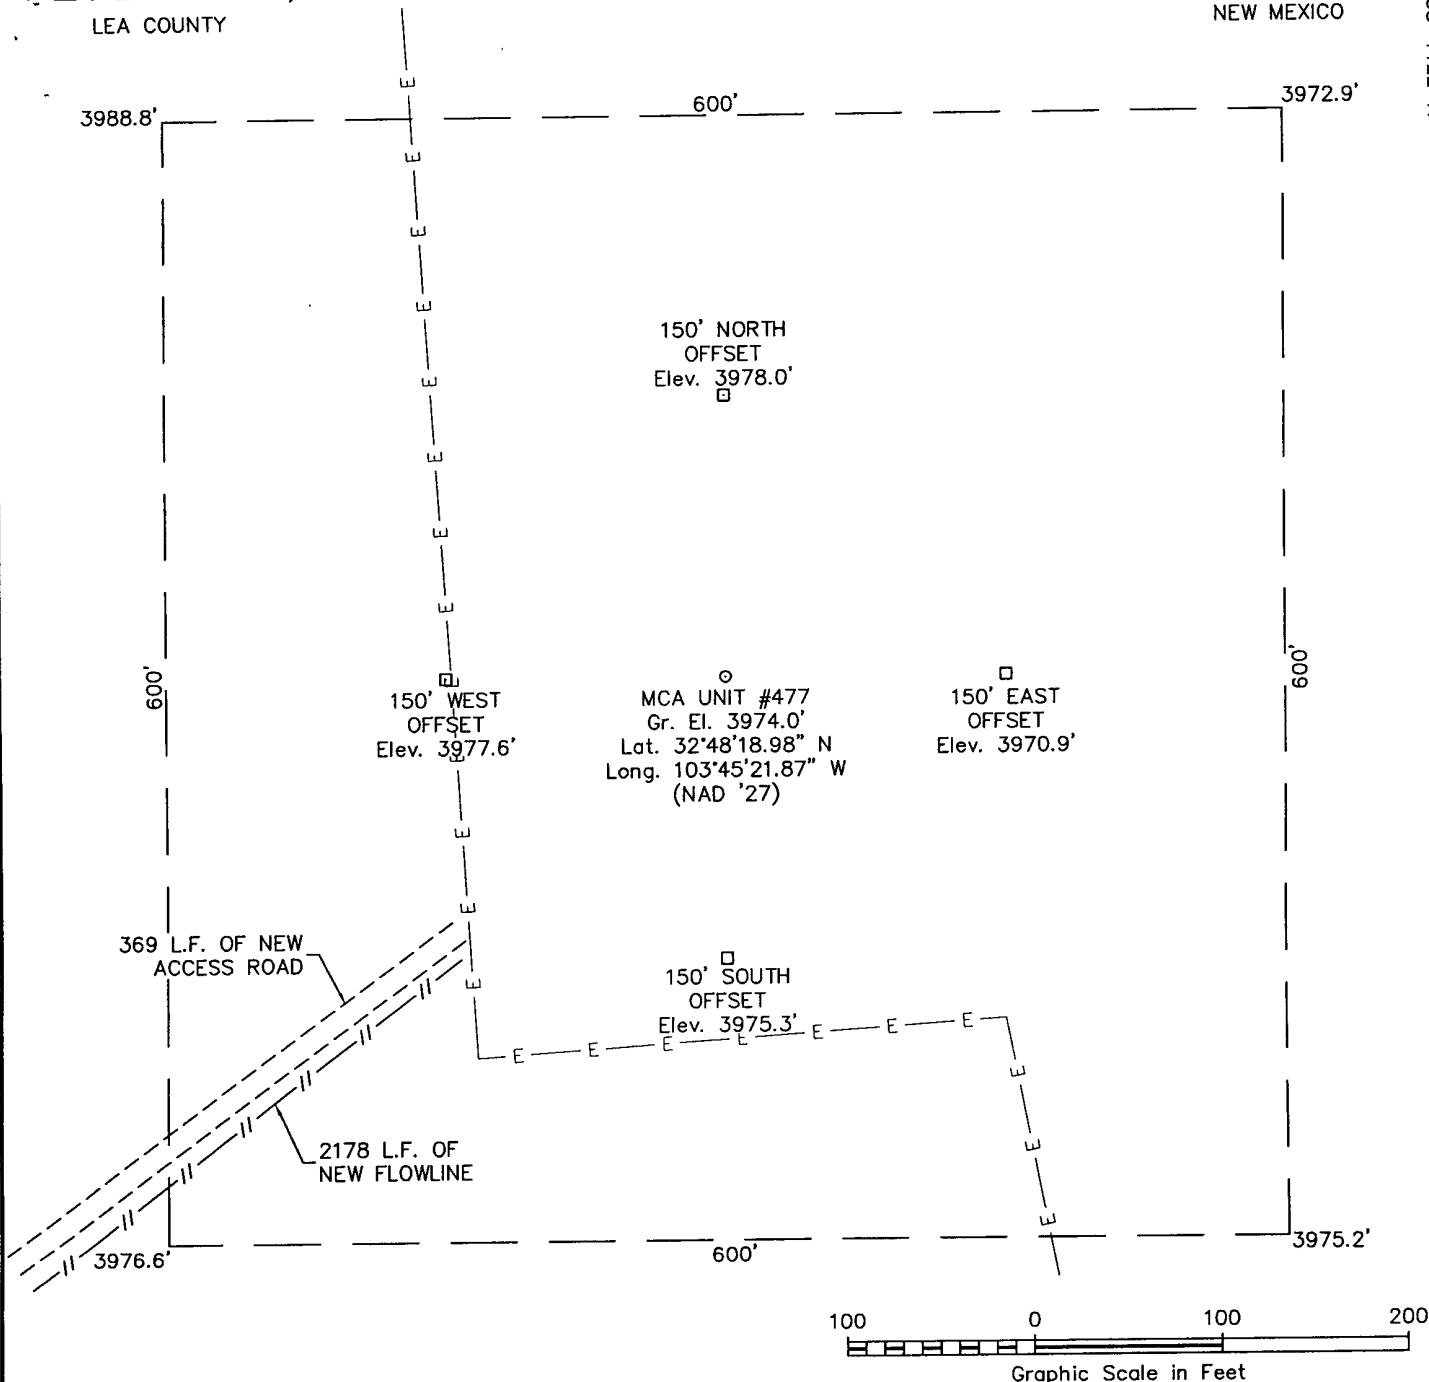 LEA COUNTY
NEW MEXICO
3988.8'
600'
3972.9'
150' NORTH
OFFSET
Elev. 3978.0'
600'
150' WEST
OFFSET
Elev. 3977.6'
MCA UNIT #477
Gr. El. 3974.0'
Lat. 32°48'18.98" N
Long. 103°45'21.87" W
(NAD '27)
150' EAST
OFFSET
Elev. 3970.9'
600'
369 L.F. OF NEW
ACCESS ROAD
150' SOUTH
OFFSET
Elev. 3975.3'
2178 L.F. OF
NEW FLOWLINE
3976.6'
600'
3975.2'
100 0 100 200
Graphic Scale in Feet